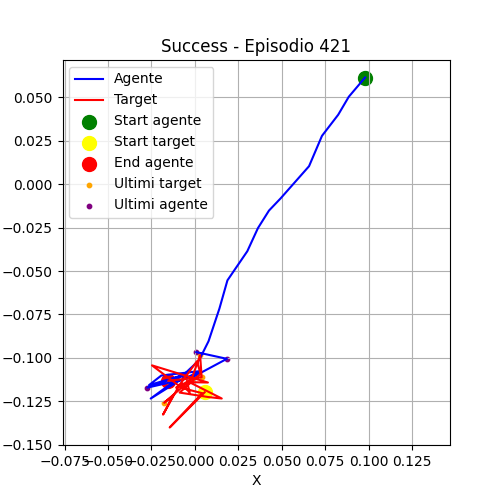 Success - Episodio 421
Agente
Target
Start agente
Start target
End agente
Ultimi target
Ultimi agente
0.050
0.025
0.000
−0.025
−0.050
−0.075
−0.100
−0.125
−0.150
−0.075 −0.050 −0.025 0.000 0.025 0.050 0.075 0.100 0.125
X